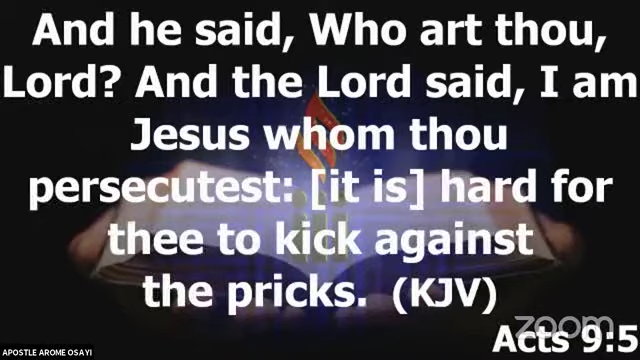 And he said, Who art thou,
Lord? And the Lord said, I am
Jesus whom thou
persecutest: [it is] hard for
thee to kick against
the pricks. (KJV)
zoom
Acts 9:5
APOSTLE AROME OSAYI